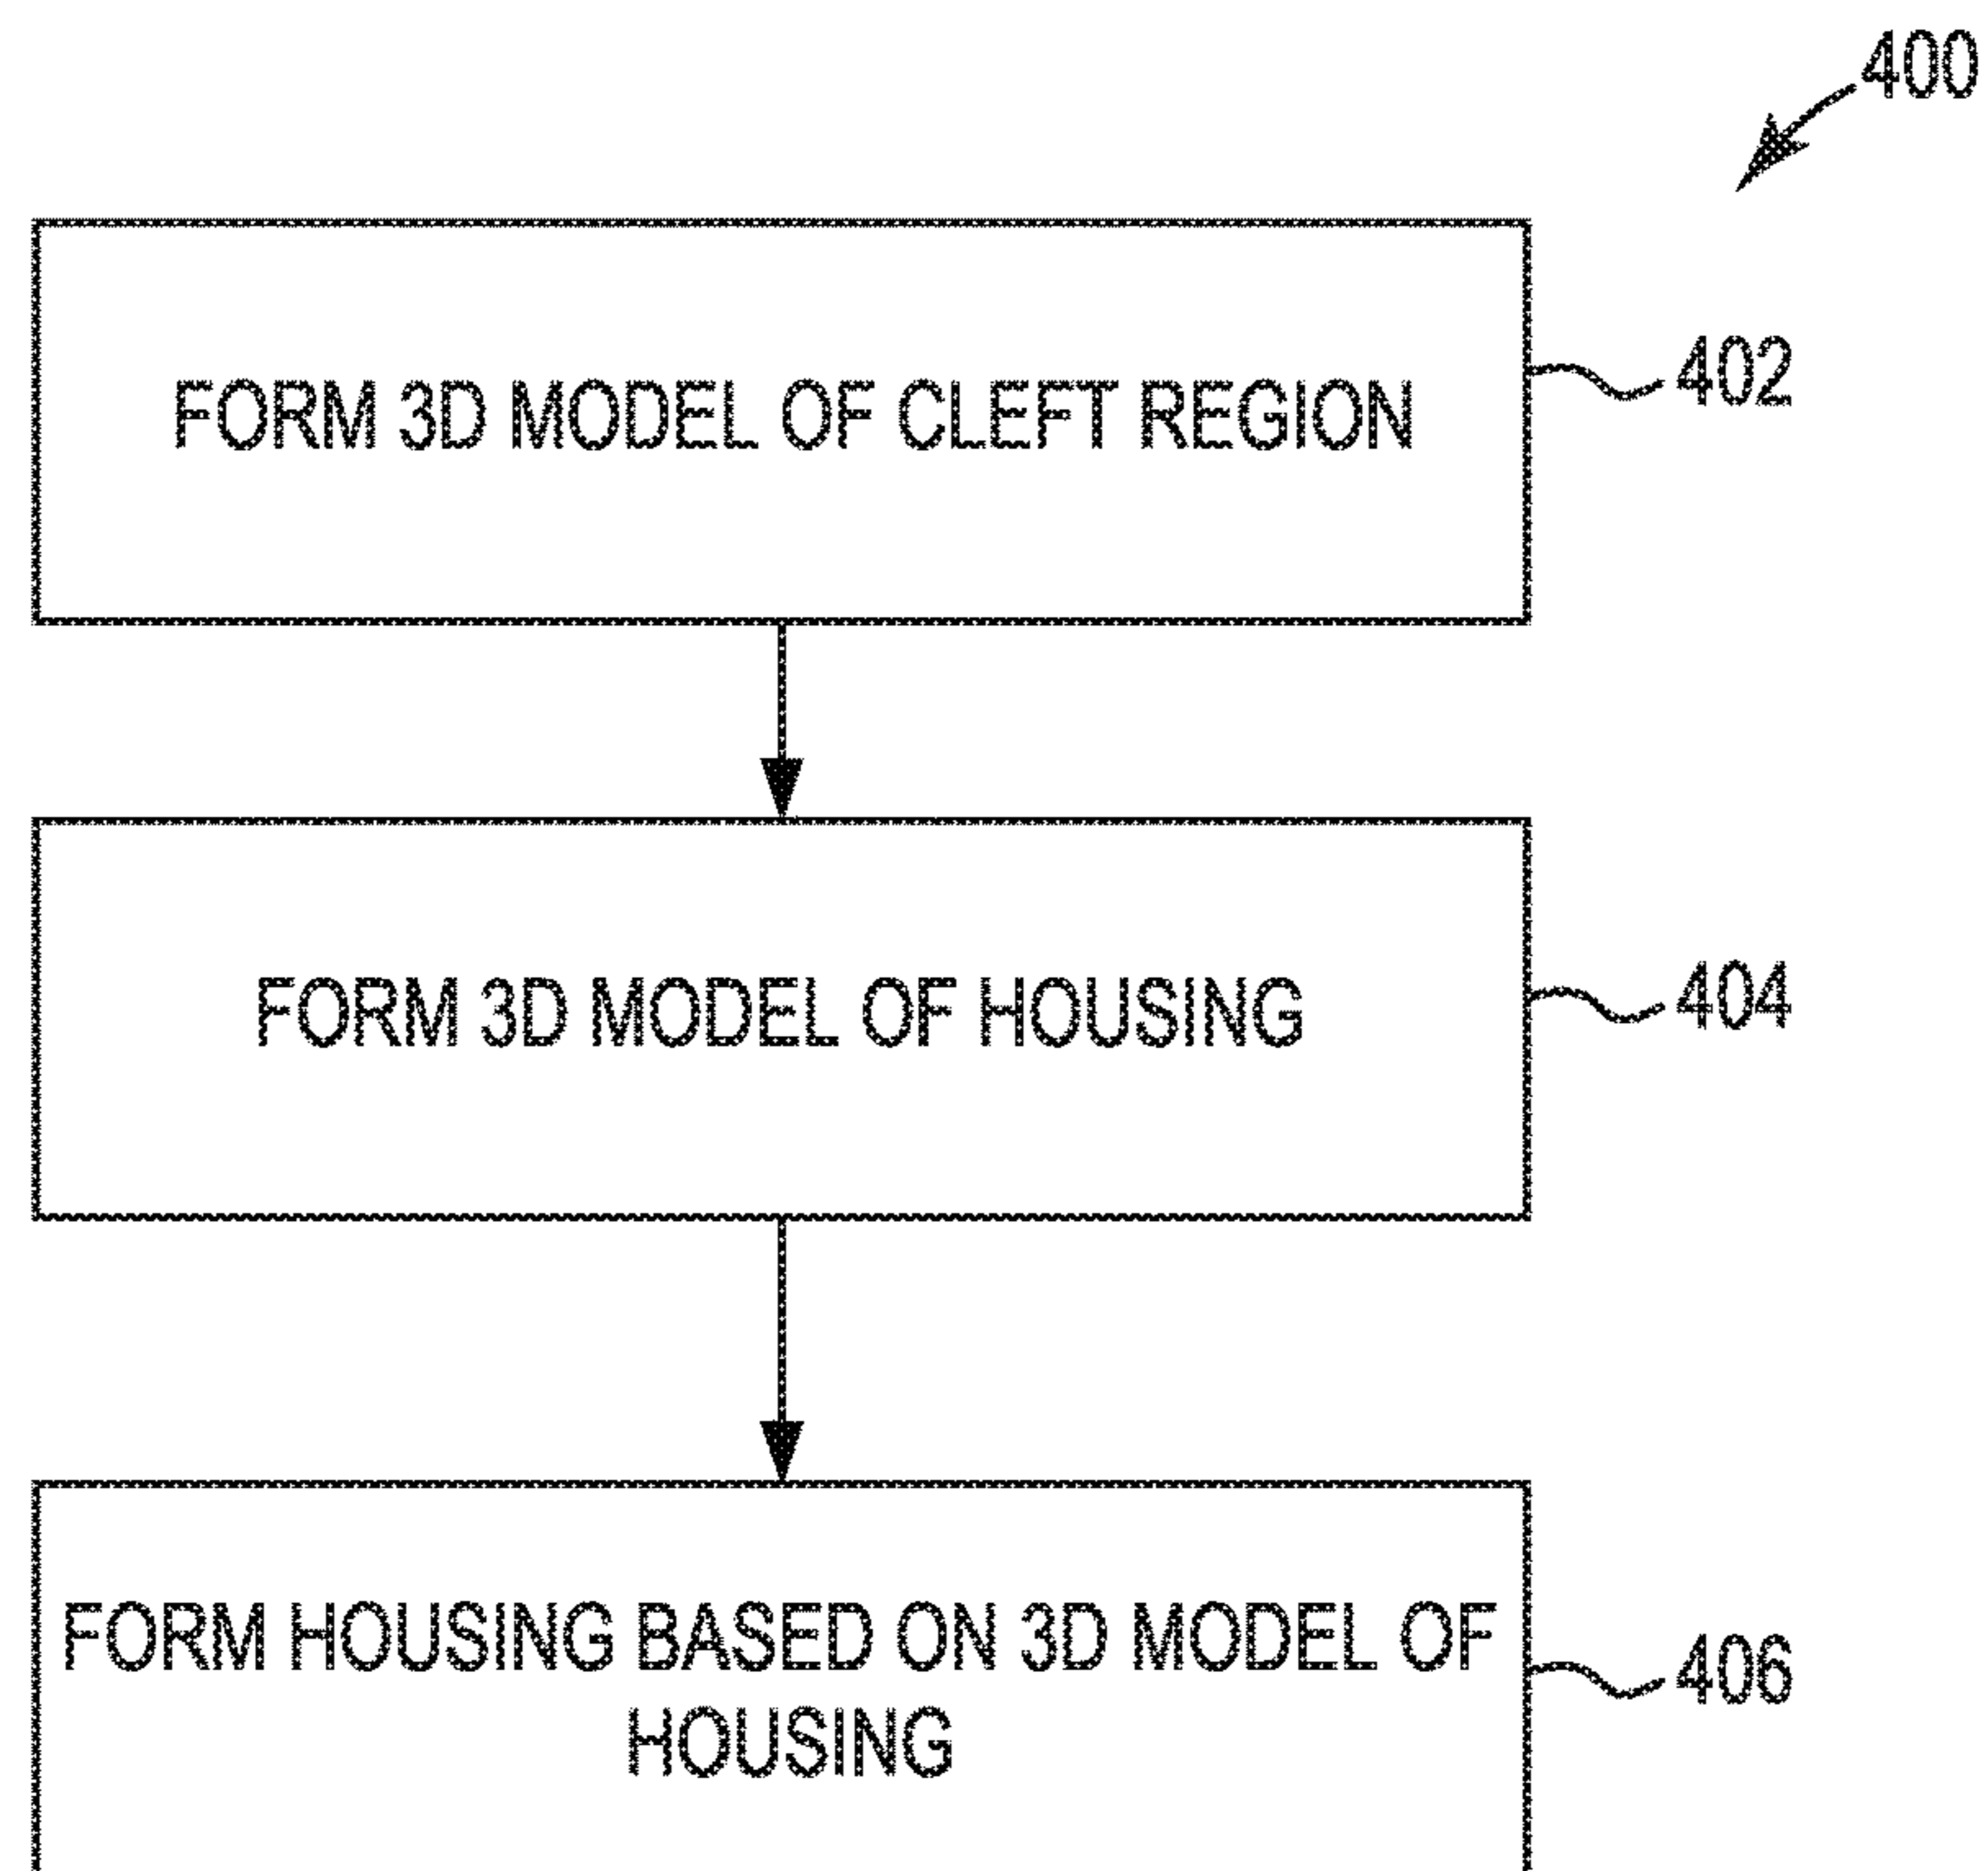 400
FORM 3D MODEL OF CLEFT REGION
402
FORM 3D MODEL OF HOUSING
404
FORM HOUSING BASED ON 3D MODEL OF
HOUSING
406